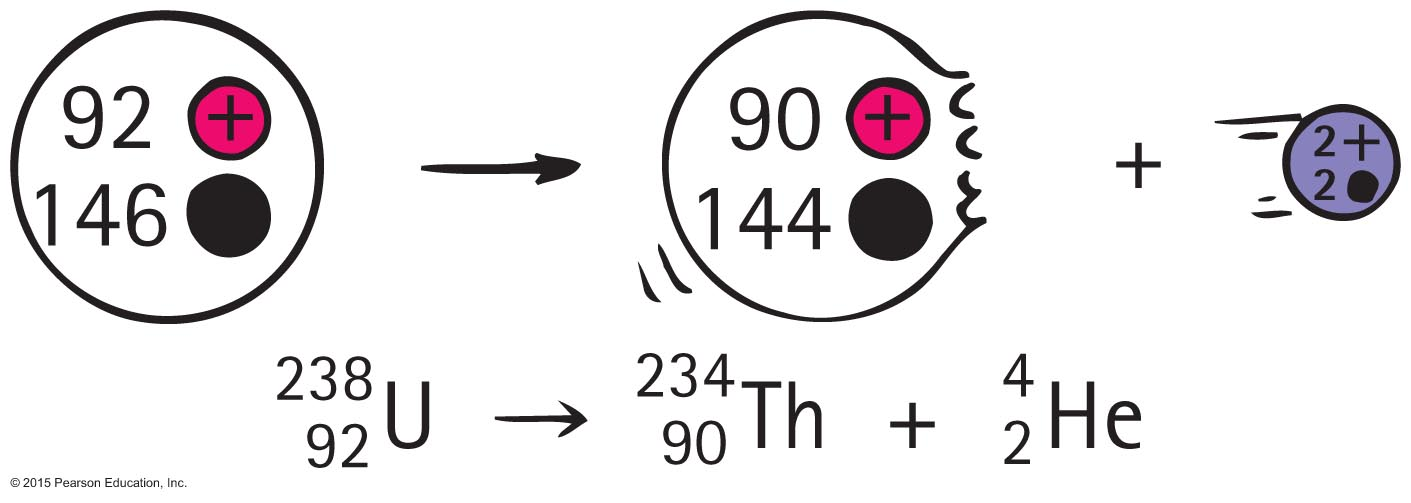 92 + 90 + + 2+
146 144 2
238 92 U → 234 90 Th + 4 2 He
© 2015 Pearson Education, Inc.